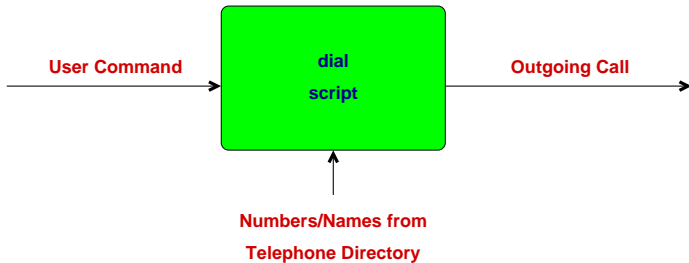 User Command
dial
script
Outgoing Call
Numbers/Names from
Telephone Directory